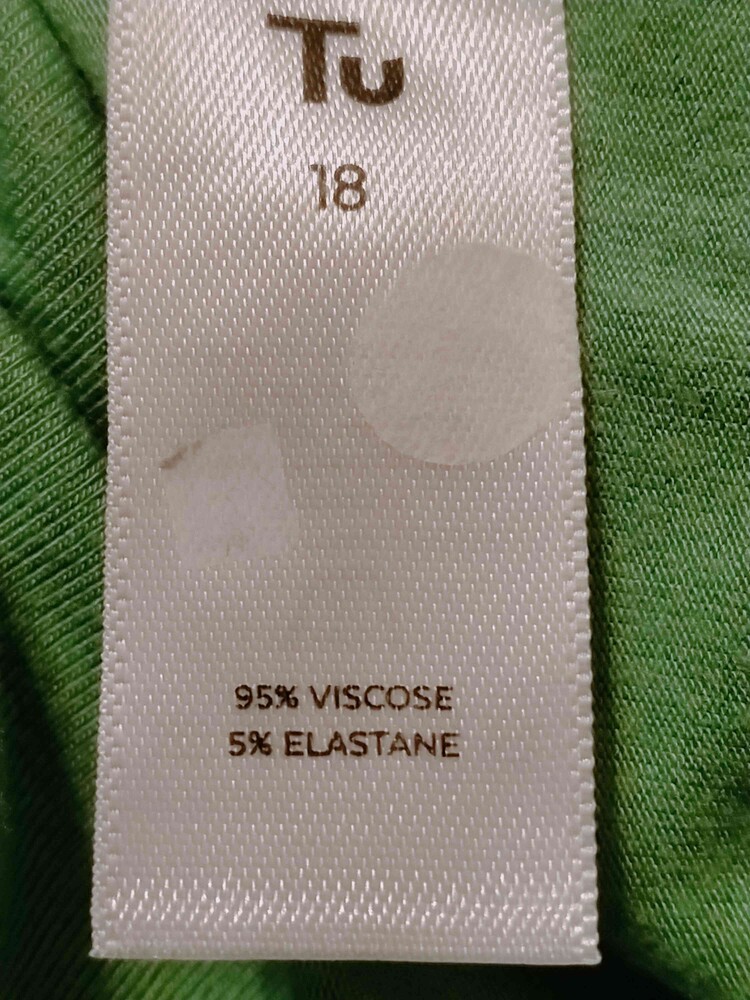 Tu
18
95% VISCOSE
5% ELASTANE